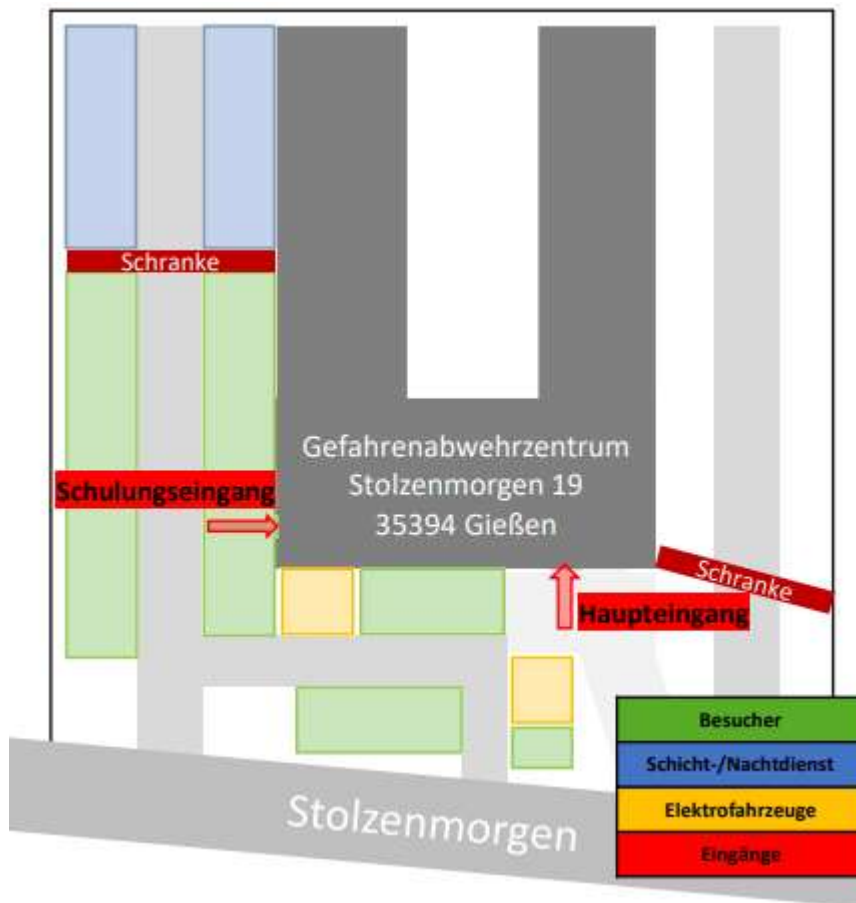 Schranke
Gefahrenabwehrzentrum
Stolzenmorgen 19
35394 Gießen
Schulungseingang
Schranke
Haupteingang
Besucher
Schicht-/Nachtdienst
Elektrofahrzeuge
Eingänge
Stolzenmorgen